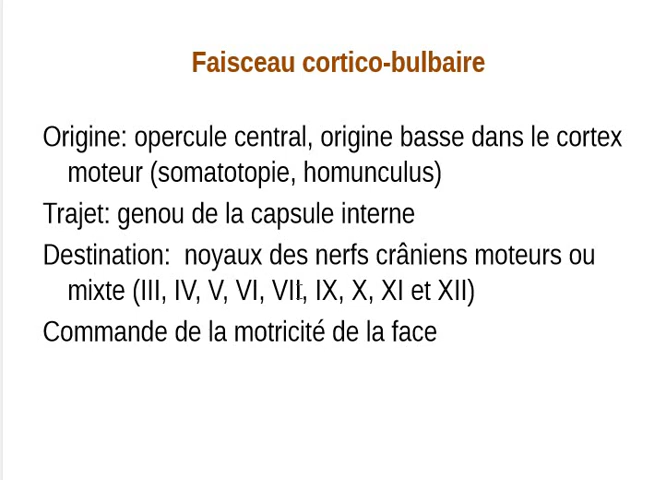 Faisceau cortico-bulbaire
Origine: opercule central, origine basse dans le cortex
moteur (somatotopie, homunculus)
Trajet: genou de la capsule interne
Destination:  noyaux des nerfs crâniens moteurs ou
mixte (III, IV, V, VI, VII, IX, X, XI et XII)
Commande de la motricité de la face